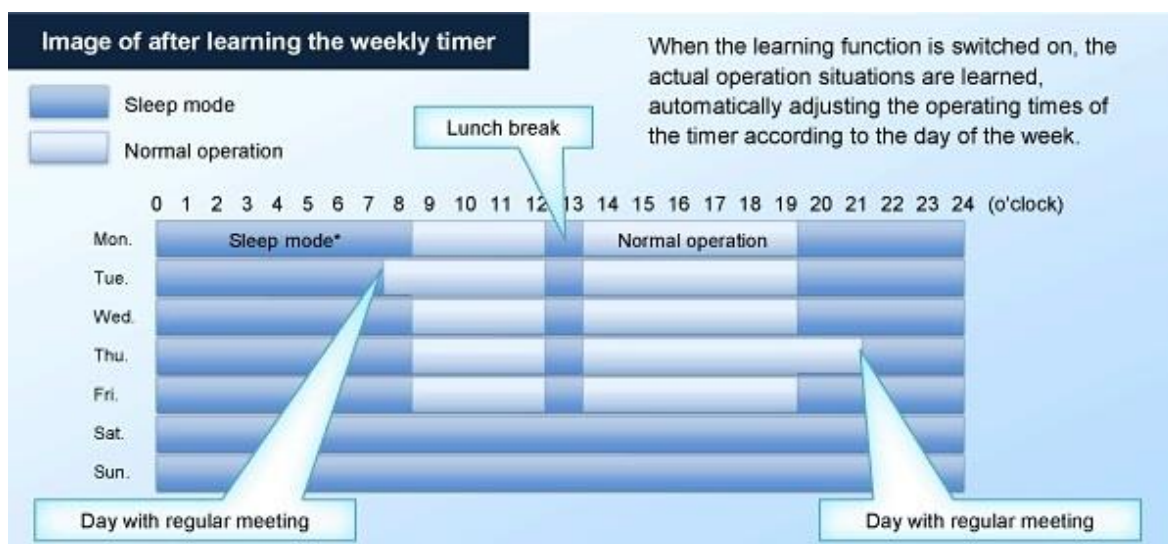 Image of after learning the weekly timer
When the learning function is switched on, the
actual operation situations are learned,
automatically adjusting the operating times of
the timer according to the day of the week.
Sleep mode
Normal operation
Lunch break
0 1 2 3 4 5 6 7 8 9 10 11 12 13 14 15 16 17 18 19 20 21 22 23 24 (o'clock)
Mon. Sleep mode* Normal operation
Tue.
Wed.
Thu.
Fri.
Sat.
Sun.
Day with regular meeting
Day with regular meeting